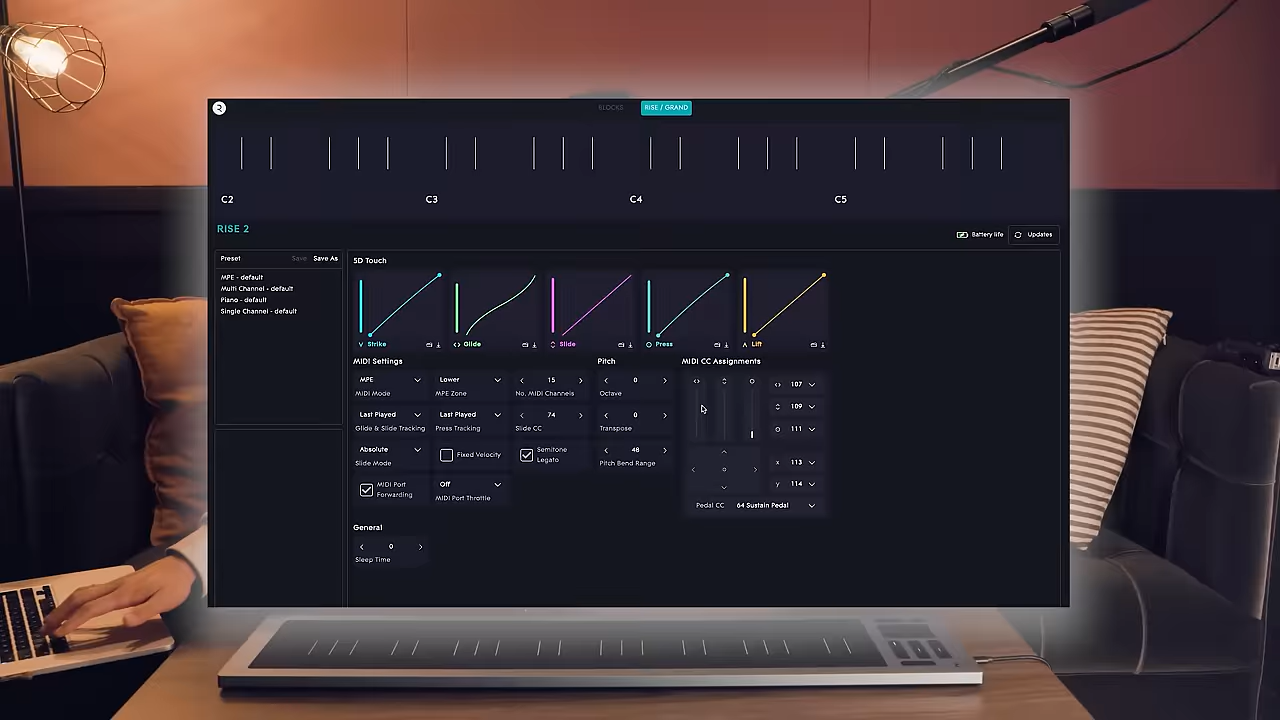 R
BLOCKS
RISE / GRAND
C2
C3
C4
C5
RISE 2
Battery life
Updates
Preset
Save
Save As
MPE - default
Multi Channel - default
Piano - default
Single Channel - default
5D Touch
Strike
Glide
Slide
Press
Lift
MIDI Settings
Pitch
MIDI CC Assignments
MPE
MIDI Mode
Lower
MPE Zone
15
No. MIDI Channels
0
Octave
107
Last Played
Glide & Slide Tracking
Last Played
Press Tracking
74
Slide CC
0
Transpose
109
111
Absolute
Slide Mode
Fixed Velocity
Semitone
Legato
48
Pitch Bend Range
x 113
MIDI Port
Forwarding
Off
MIDI Port Throttle
y 114
Pedal CC
64 Sustain Pedal
General
0
Sleep Time